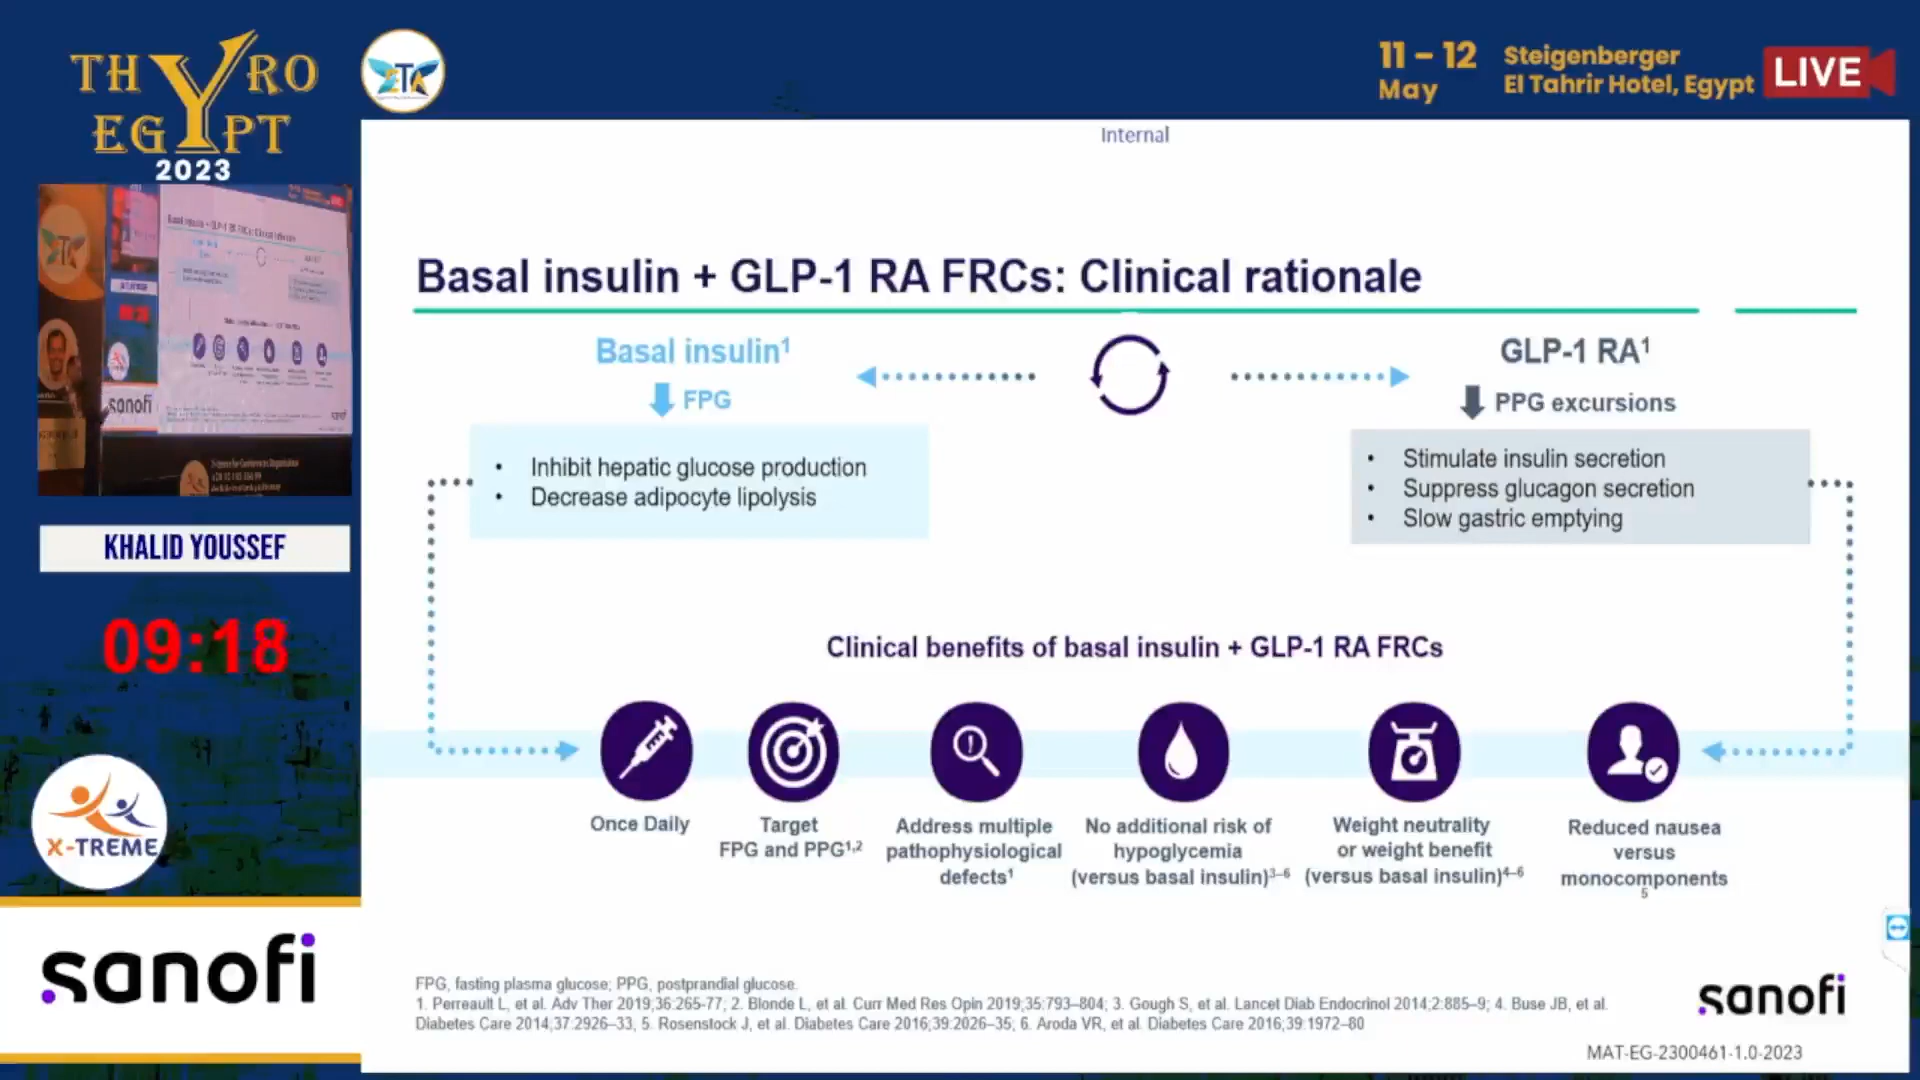 THYRO
EGYPT
2023
ETA
11 – 12
May
Steigenberger
El Tahrir Hotel, Egypt
LIVE
Internal
Basal insulin + GLP-1 RA FRCs: Clinical rationale
Basal insulin¹
FPG
Inhibit hepatic glucose production
Decrease adipocyte lipolysis
GLP-1 RA¹
PPG excursions
Stimulate insulin secretion
Suppress glucagon secretion
Slow gastric emptying
KHALID YOUSSEF
09:18
Clinical benefits of basal insulin + GLP-1 RA FRCs
Once Daily
Target
FPG and PPG¹,²
Address multiple
pathophysiological
defects¹
No additional risk of
hypoglycemia
(versus basal insulin)³⁻⁶
Weight neutrality
or weight benefit
(versus basal insulin)⁴⁻⁶
Reduced nausea
versus
monocomponents
5
X-TREME
sanofi
FPG, fasting plasma glucose; PPG, postprandial glucose.
1. Perreault L, et al. Adv Ther 2019;36:265-77; 2. Blonde L, et al. Curr Med Res Opin 2019;35:793–804; 3. Gough S, et al. Lancet Diab Endocrinol 2014;2:885–9; 4. Buse JB, et al.
Diabetes Care 2014;37:2926–33, 5. Rosenstock J, et al. Diabetes Care 2016;39:2026–35; 6. Aroda VR, et al. Diabetes Care 2016;39:1972–80
sanofi
MAT-EG-2300461-1.0-2023